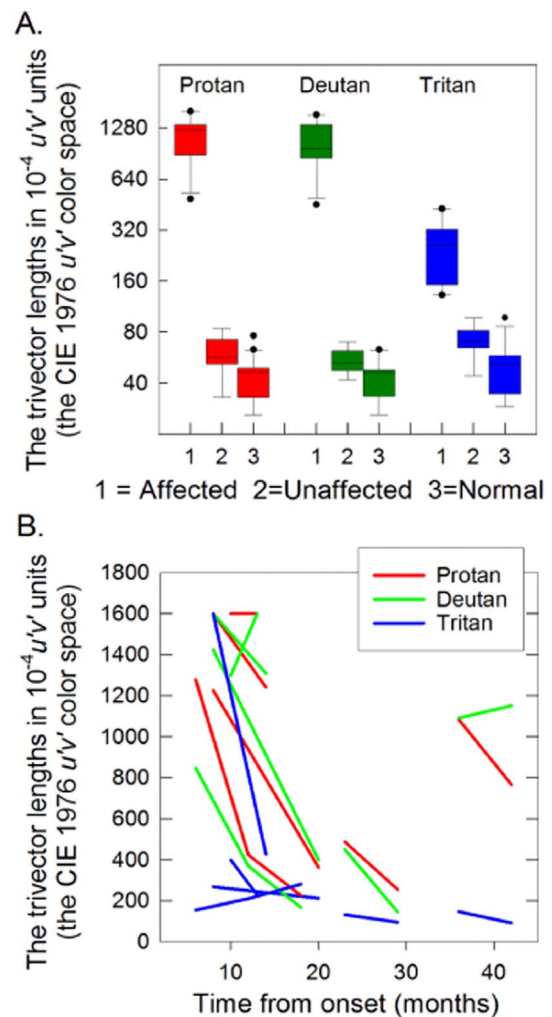 A.
The trivector lengths in 10⁻⁴ u'v' units
(the CIE 1976 u'v' color space)
Protan Deutan Tritan
1280
640
320
160
80
40
1 2 3 1 2 3 1 2 3
1 = Affected 2=Unaffected 3=Normal
B.
The trivector lengths in 10⁻⁴u'v' units
(the CIE 1976 u'v' color space)
Protan
Deutan
Tritan
1800
1600
1400
1200
1000
800
600
400
200
0
10 20 30 40
Time from onset (months)